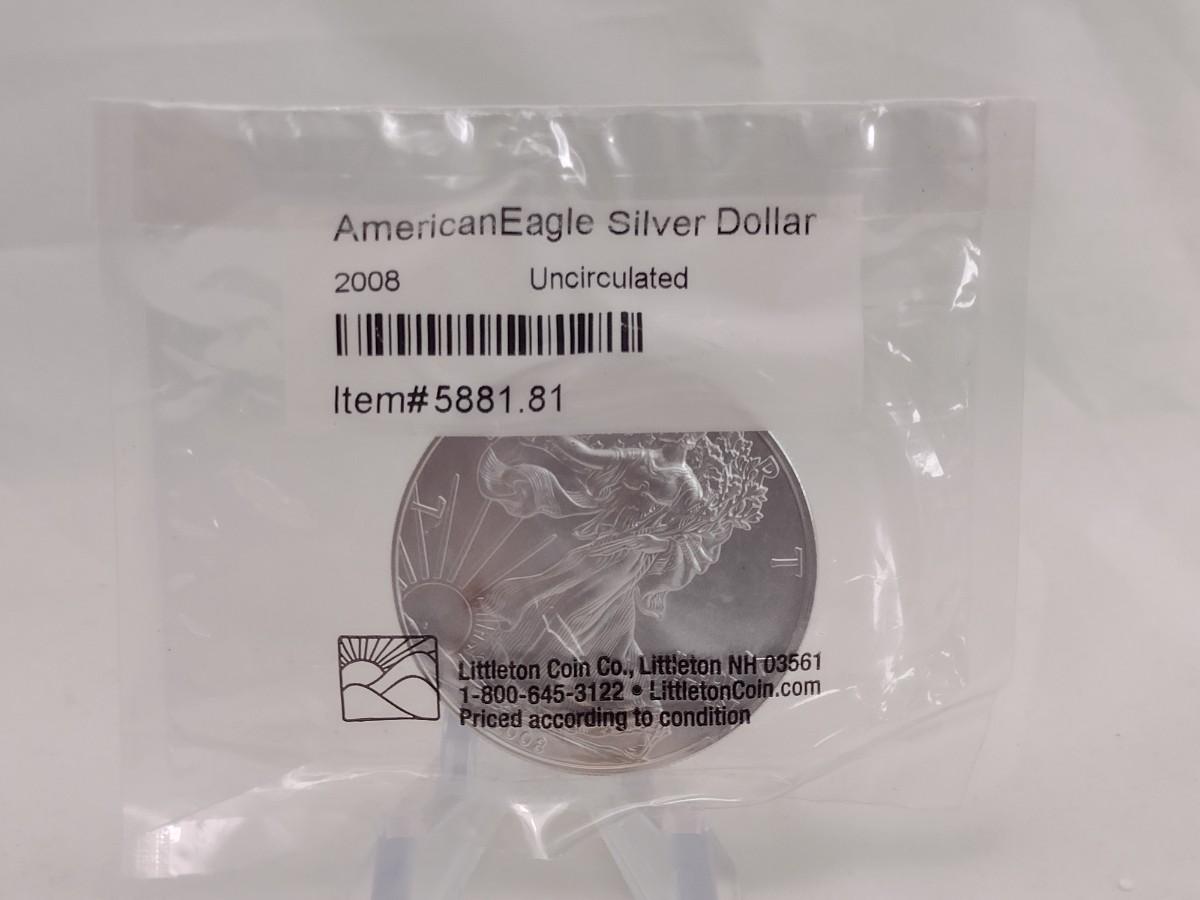 AmericanEagle Silver Dollar
2008 Uncirculated
Item#5881.81
L T D
Littleton Coin Co., Littleton NH 03561
1-800-645-3122 • LittletonCoin.com
Priced according to condition
2008